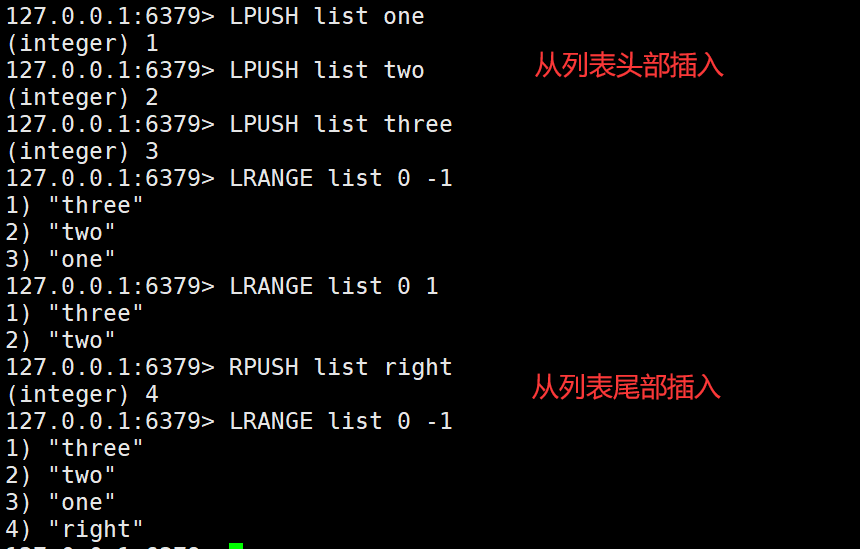 127.0.0.1:6379> LPUSH list one
(integer) 1
127.0.0.1:6379> LPUSH list two
从列表头部插入
(integer) 2
127.0.0.1:6379> LPUSH list three
(integer) 3
127.0.0.1:6379> LRANGE list 0 -1
1) "three"
2) "two"
3) "one"
127.0.0.1:6379> LRANGE list 0 1
1) "three"
2) "two"
127.0.0.1:6379> RPUSH list right
(integer) 4
从列表尾部插入
127.0.0.1:6379> LRANGE list 0 -1
1) "three"
2) "two"
3) "one"
4) "right"
127.0.0.1:6379>